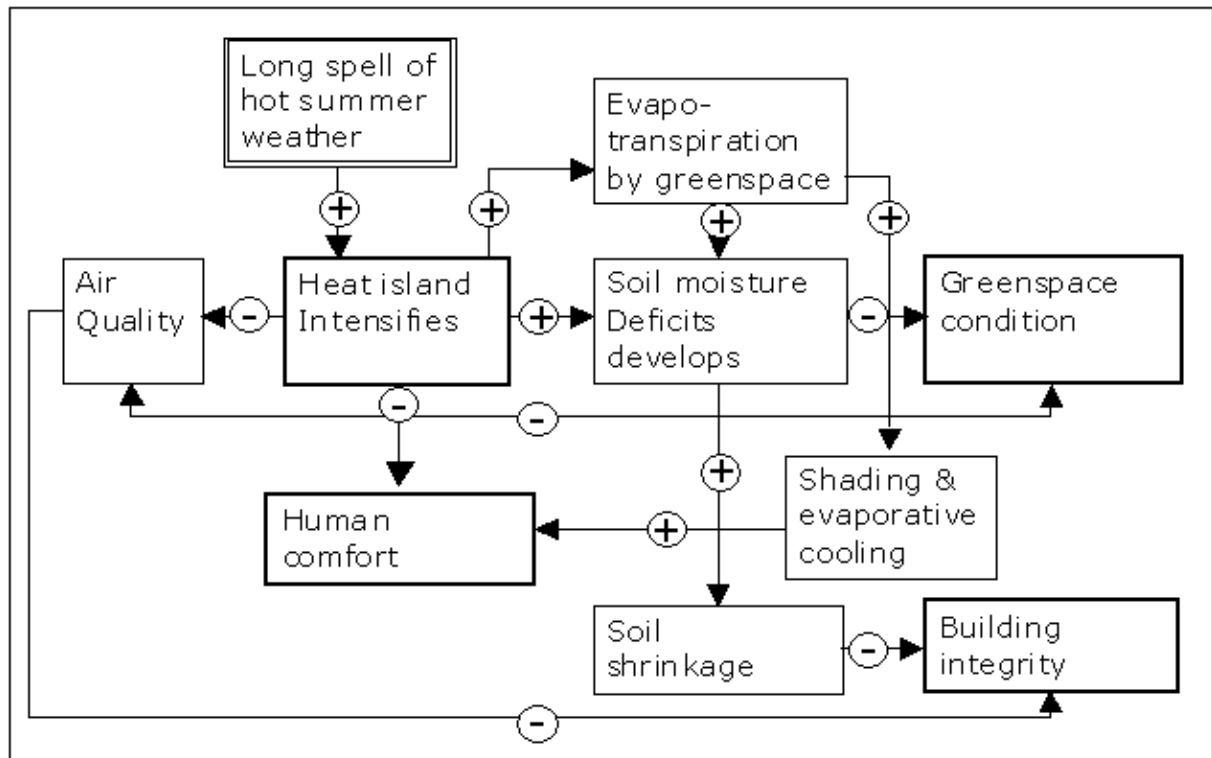 Long spell of
hot summer
weather
Evapo-
transpiration
by greenspace
+
+
+
+
Air
Quality
-
Heat island
Intensifies
+
Soil moisture
Deficits
develops
-
Greenspace
condition
-
-
+
Human
comfort
+
Shading &
evaporative
cooling
Soil
shrinkage
-
Building
integrity
-